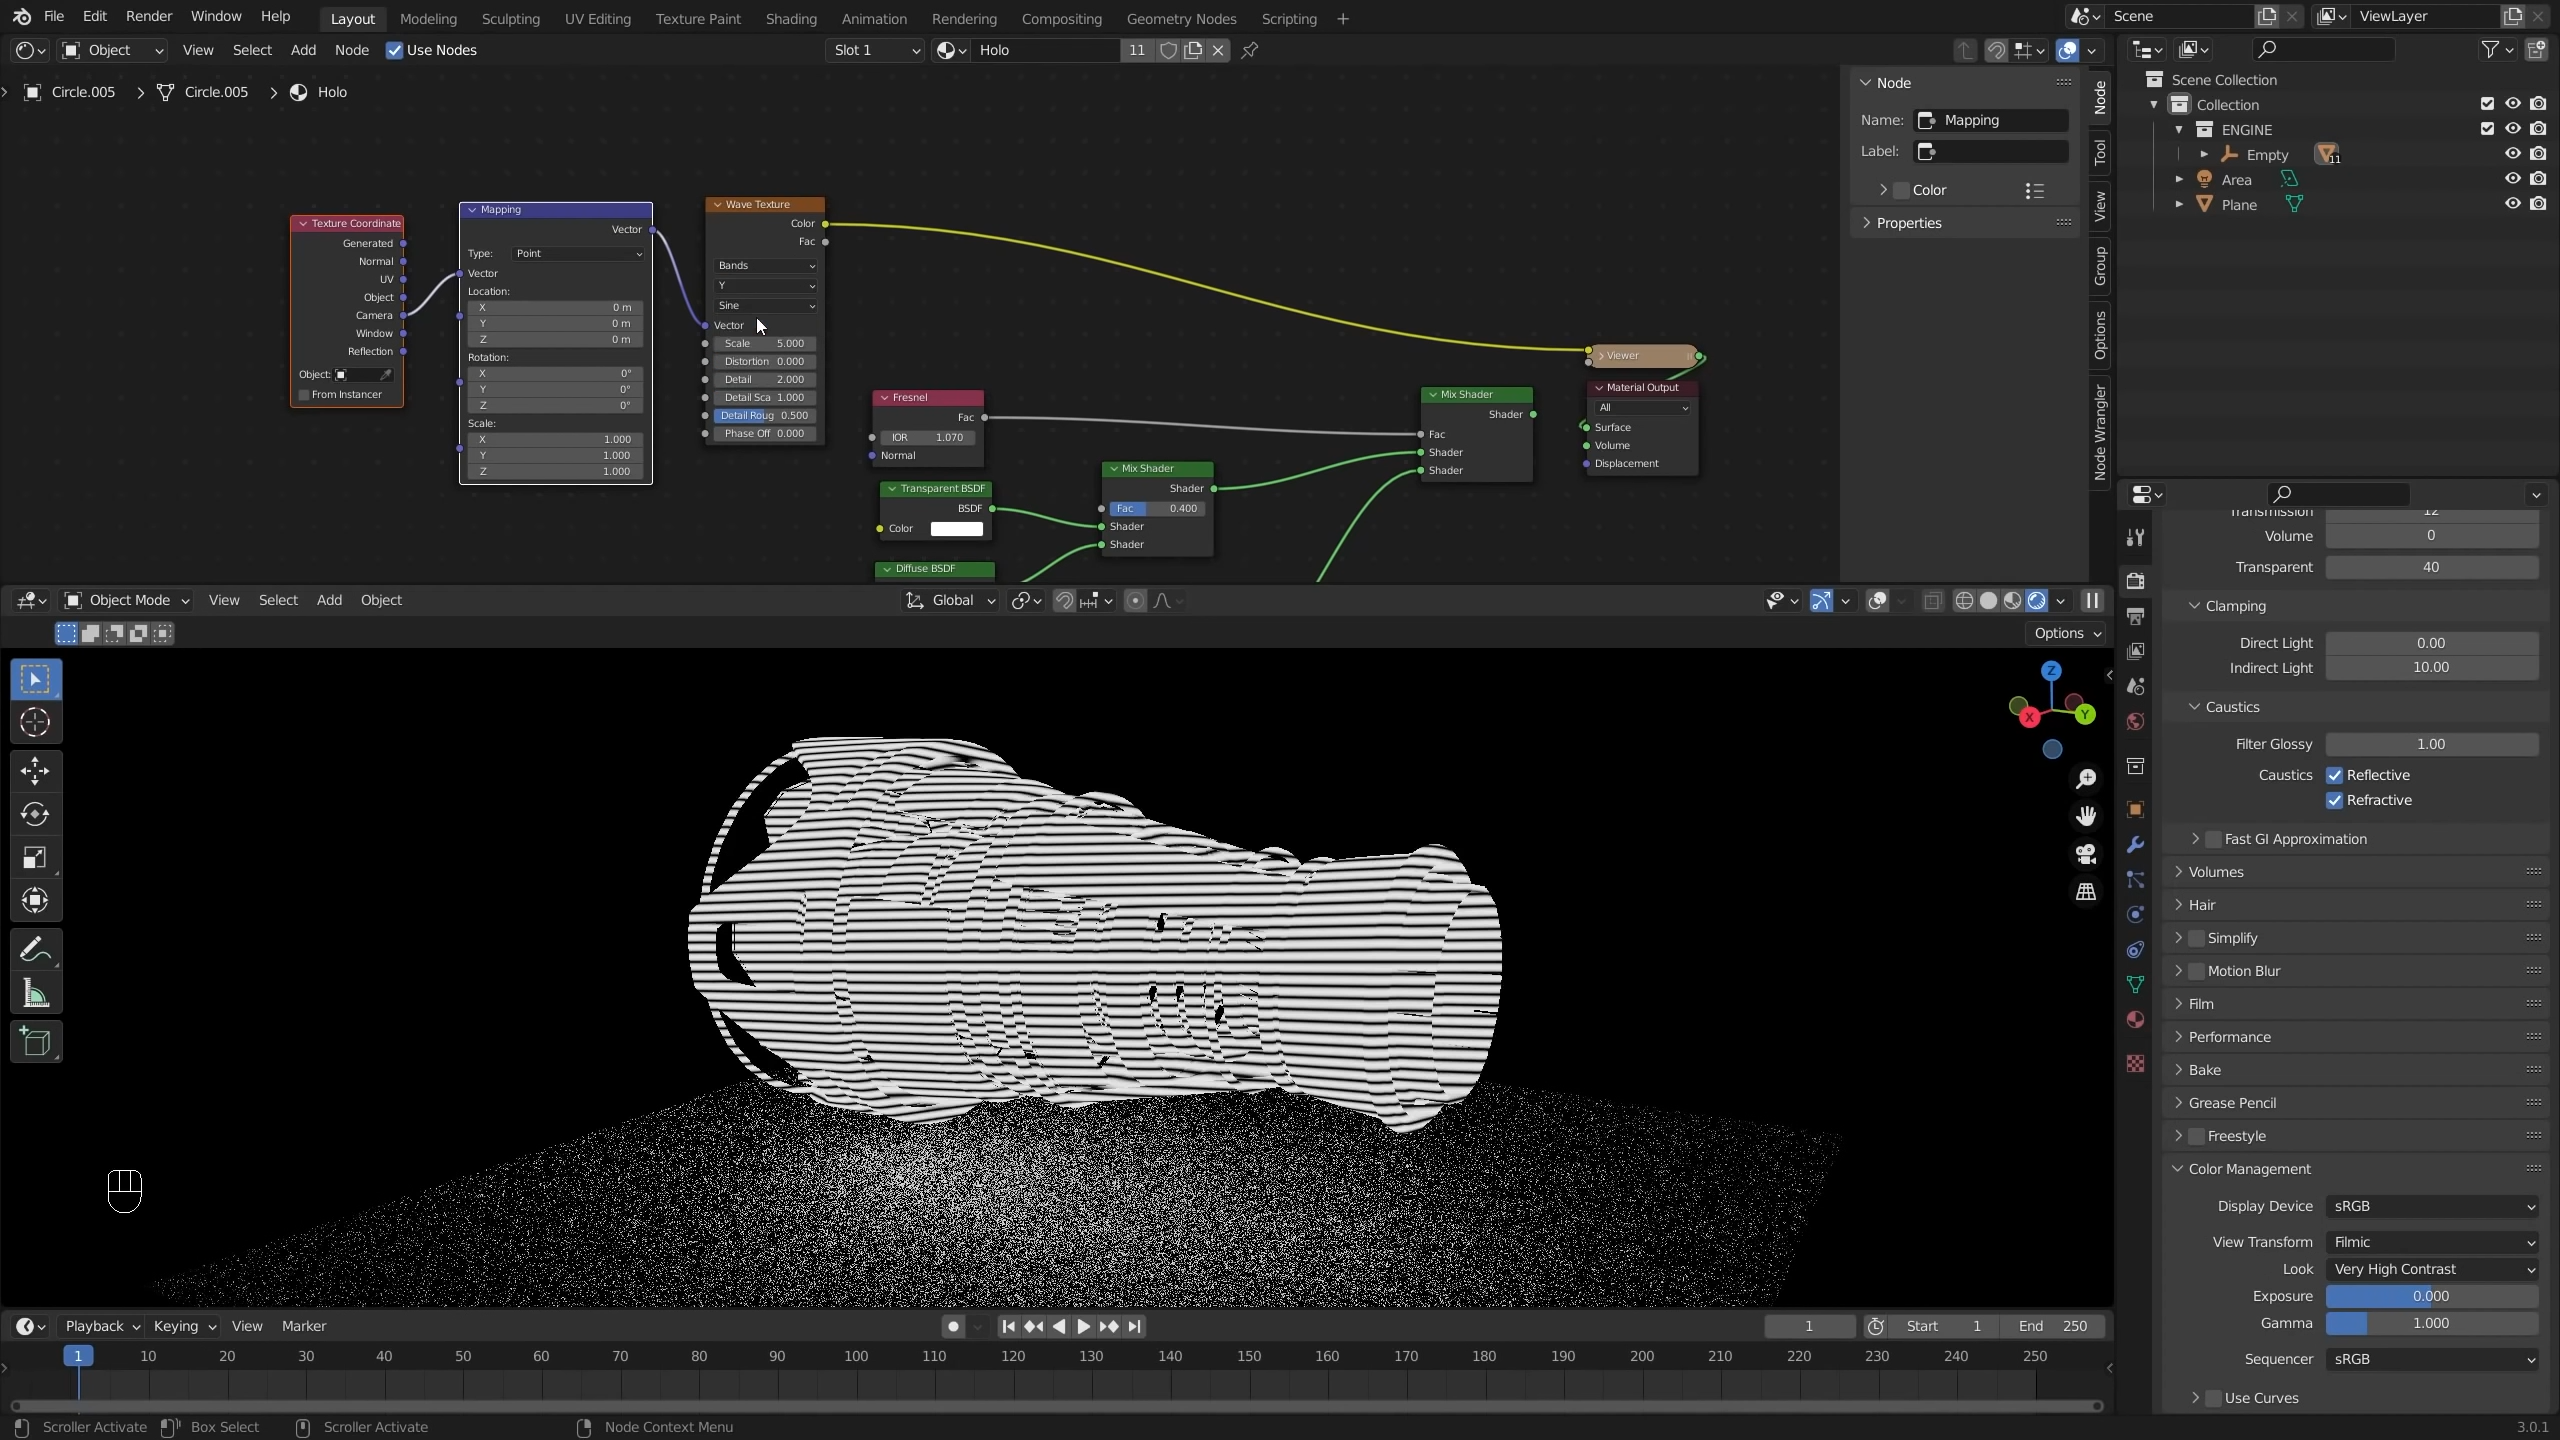 File Edit Render Window Help Layout Modeling Sculpting UV Editing Texture Paint Shading Animation Rendering Compositing Geometry Nodes Scripting + Scene ViewLayer
Object View Select Add Node Use Nodes Slot 1 Holo 11
Circle.005 > Circle.005 > Holo
Node
Name: Mapping
Label:
Color
Properties
Node
Tool
View
Group
Options
Node Wrangler
Scene Collection
Collection
ENGINE
Empty 11
Area
Plane
Texture Coordinate
Generated
Normal
UV
Object
Camera
Window
Reflection
Object:
From Instancer
Mapping
Vector
Type: Point
Vector
Location:
X 0 m
Y 0 m
Z 0 m
Rotation:
X 0°
Y 0°
Z 0°
Scale:
X 1.000
Y 1.000
Z 1.000
Wave Texture
Color
Fac
Bands
Y
Sine
Vector
Scale 5.000
Distortion 0.000
Detail 2.000
Detail Sca 1.000
Detail Roug 0.500
Phase Off 0.000
Fresnel
Fac
IOR 1.070
Normal
Transparent BSDF
BSDF
Color
Diffuse BSDF
Mix Shader
Shader
Fac 0.400
Shader
Shader
Mix Shader
Shader
Fac
Shader
Shader
Viewer
Material Output
All
Surface
Volume
Displacement
Object Mode View Select Add Object Global
Options
Z
X
Y
Transmission 12
Volume 0
Transparent 40
Clamping
Direct Light 0.00
Indirect Light 10.00
Caustics
Filter Glossy 1.00
Caustics Reflective
Refractive
Fast GI Approximation
Volumes
Hair
Simplify
Motion Blur
Film
Performance
Bake
Grease Pencil
Freestyle
Color Management
Display Device sRGB
View Transform Filmic
Look Very High Contrast
Exposure 0.000
Gamma 1.000
Sequencer sRGB
Use Curves
Playback Keying View Marker 1 Start 1 End 250
1 10 20 30 40 50 60 70 80 90 100 110 120 130 140 150 160 170 180 190 200 210 220 230 240 250
Scroller Activate Box Select Scroller Activate Node Context Menu 3.0.1